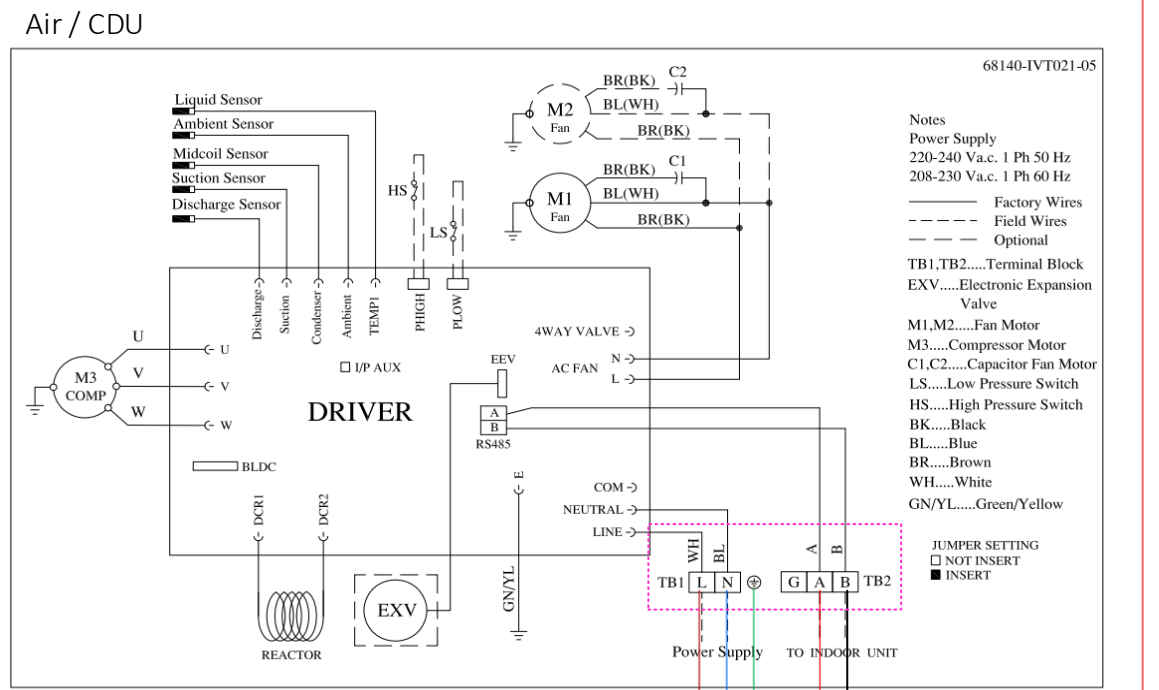 Air / CDU
68140-IVT021-05
Liquid Sensor
Ambient Sensor
Midcoil Sensor
Suction Sensor
Discharge Sensor
HS
LS
BR(BK)
C2
BL(WH)
BR(BK)
M2
Fan
BR(BK)
C1
BL(WH)
BR(BK)
M1
Fan
Notes
Power Supply
220-240 Va.c. 1 Ph 50 Hz
208-230 Va.c. 1 Ph 60 Hz
Factory Wires
Field Wires
Optional
TB1,TB2.....Terminal Block
EXV.....Electronic Expansion
Valve
M1,M2.....Fan Motor
M3.....Compressor Motor
C1,C2.....Capacitor Fan Motor
LS.....Low Pressure Switch
HS.....High Pressure Switch
BK.....Black
BL.....Blue
BR.....Brown
WH.....White
GN/YL.....Green/Yellow
JUMPER SETTING
NOT INSERT
INSERT
Discharge
Suction
Condenser
Ambient
TEMP1
PHIGH
PLOW
4WAY VALVE
AC FAN
N
L
U
V
W
M3
COMP
U
V
W
I/P AUX
EEV
DRIVER
A
B
RS485
BLDC
DCR1
DCR2
E
COM
NEUTRAL
LINE
WH
BL
A
B
TB1
L
N
G
A
B
TB2
GN/YL
EXV
REACTOR
Power Supply
TO INDOOR UNIT